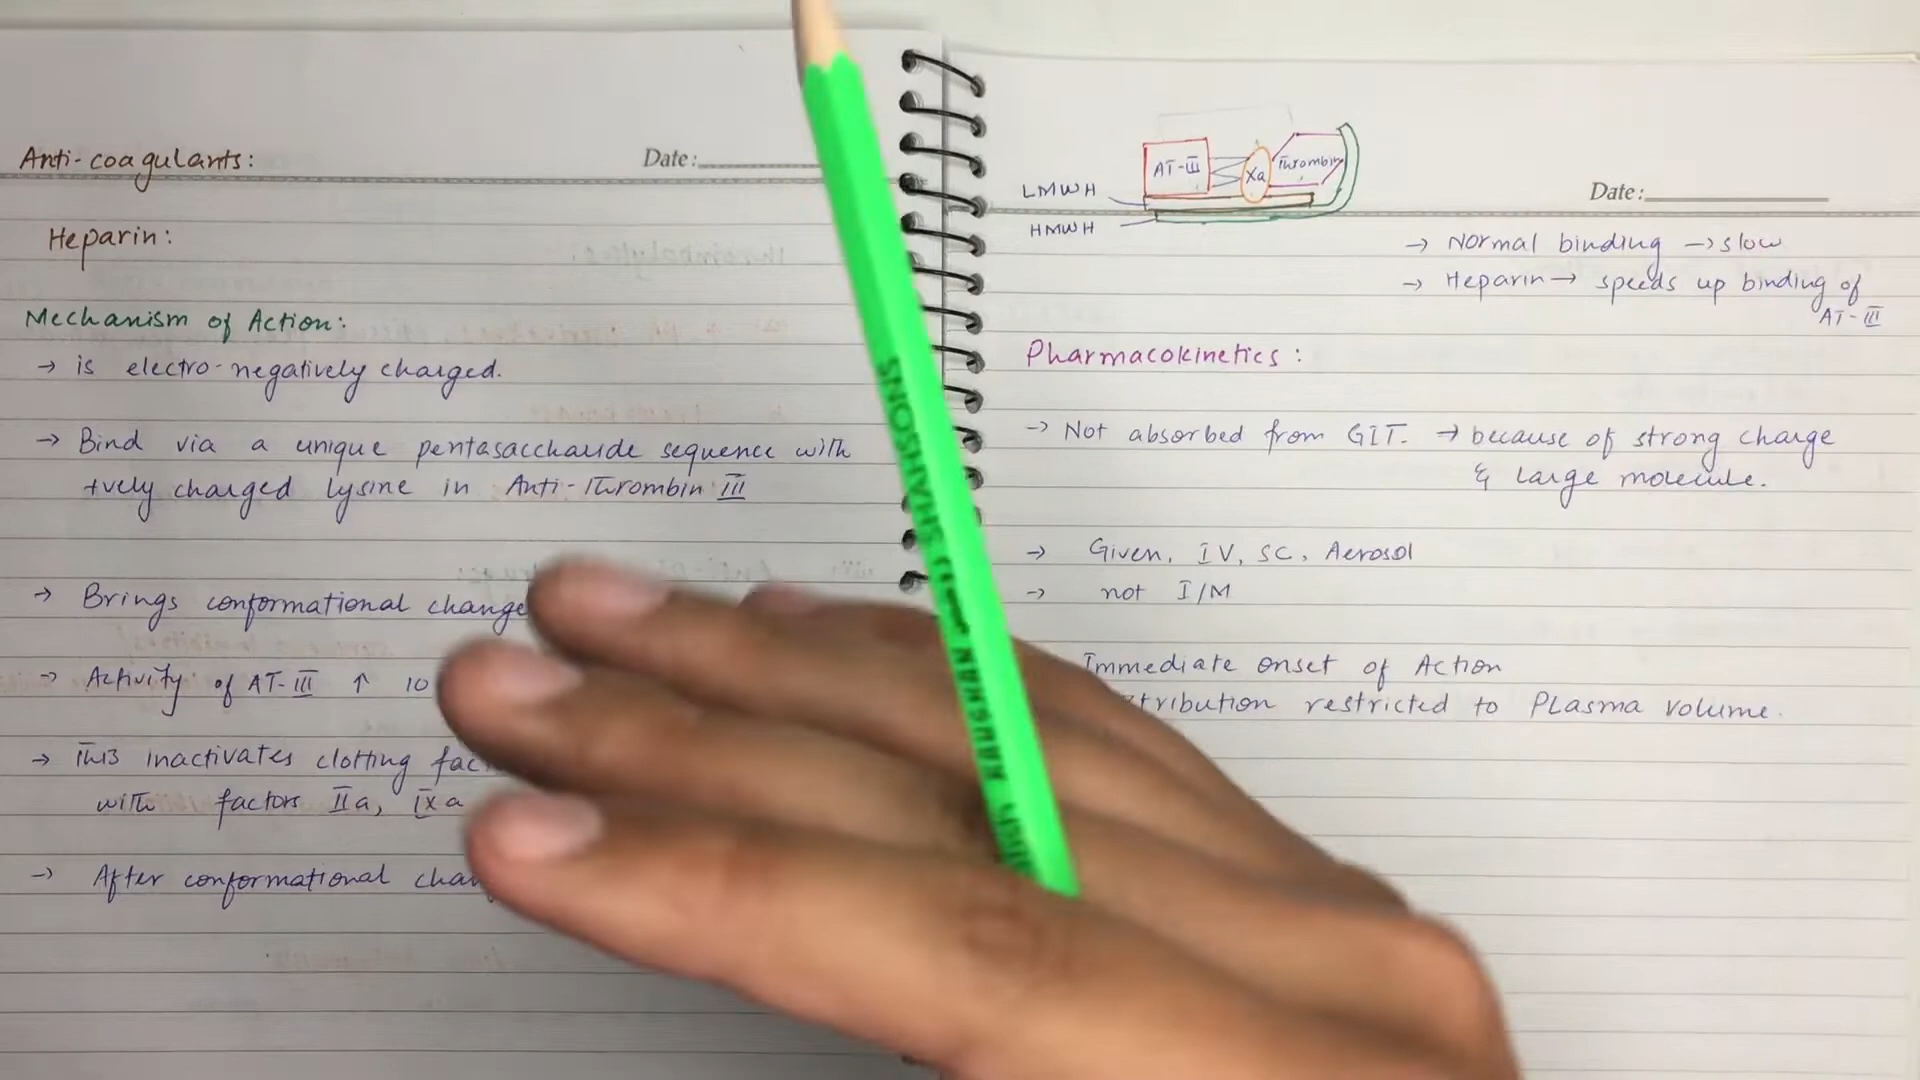 Anti-coagulants:
Date:
Heparin:
Mechanism of Action:
→ is electro-negatively charged.
→ Bind via a unique pentasaccharide sequence with
+vely charged lysine in Anti-Thrombin III
→ Brings conformational change
→ Activity of AT-III ↑ 10
→ This inactivates clotting
with factors IIa, IXa
→ After conformational
AT-III
Xa
Thrombin
LMWH
HMWH
Date:
→ Normal binding → slow
→ Heparin → speeds up binding of
AT-III
Pharmacokinetics:
→ Not absorbed from GIT. → because of strong charge
& large molecule.
→ Given, IV, SC, Aerosol
→ not I/M
Immediate onset of Action
restricted to Plasma volume.
SHAHSONS